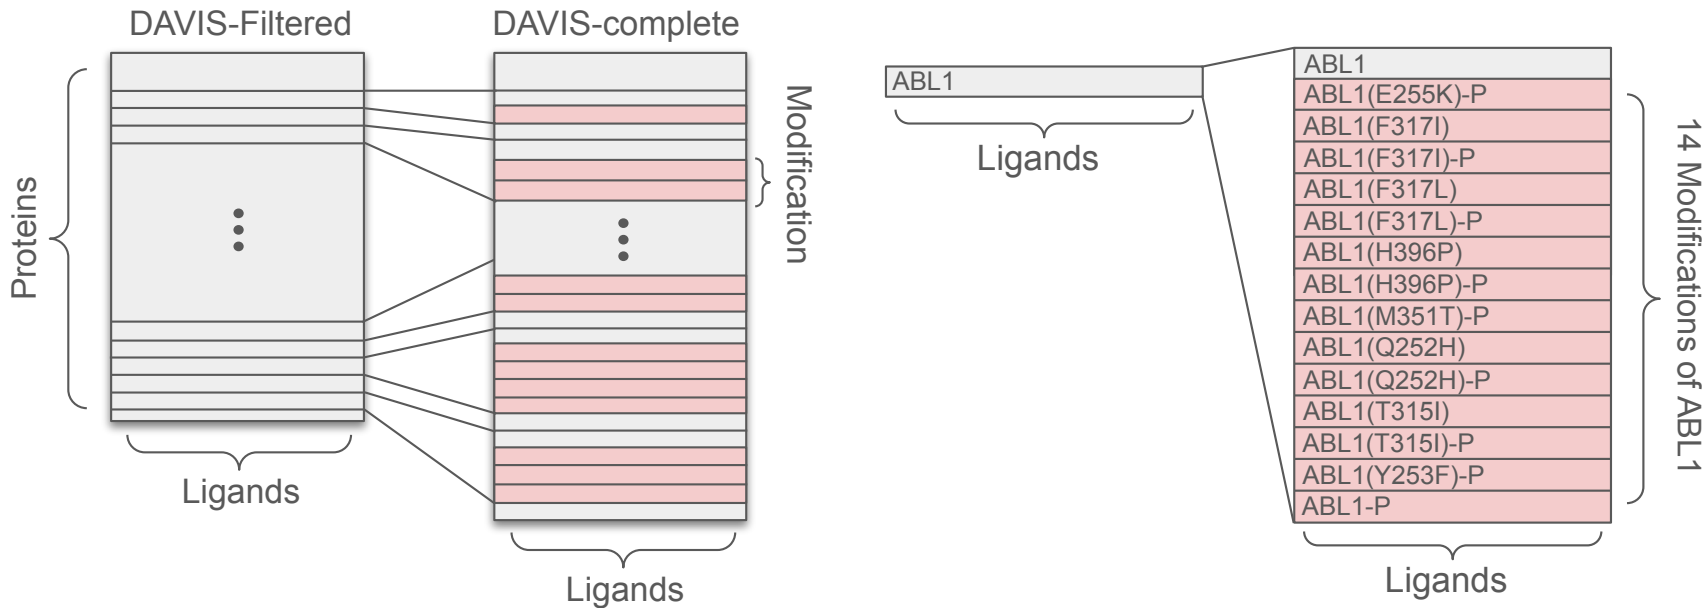 DAVIS-Filtered
DAVIS-complete
Proteins
Ligands
Modification
Ligands
ABL1
Ligands
ABL1
ABL1(E255K)-P
ABL1(F317I)
ABL1(F317I)-P
ABL1(F317L)
ABL1(F317L)-P
ABL1(H396P)
ABL1(H396P)-P
ABL1(M351T)-P
ABL1(Q252H)
ABL1(Q252H)-P
ABL1(T315I)
ABL1(T315I)-P
ABL1(Y253F)-P
ABL1-P
14 Modifications of ABL1
Ligands